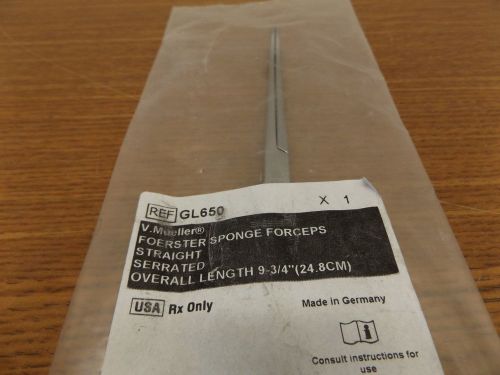 REF GL650 X 1
V.Mueller®
FOERSTER SPONGE FORCEPS
STRAIGHT
SERRATED
OVERALL LENGTH 9-3/4"(24.8CM)
USA Rx Only
Made in Germany
Consult instructions for
use